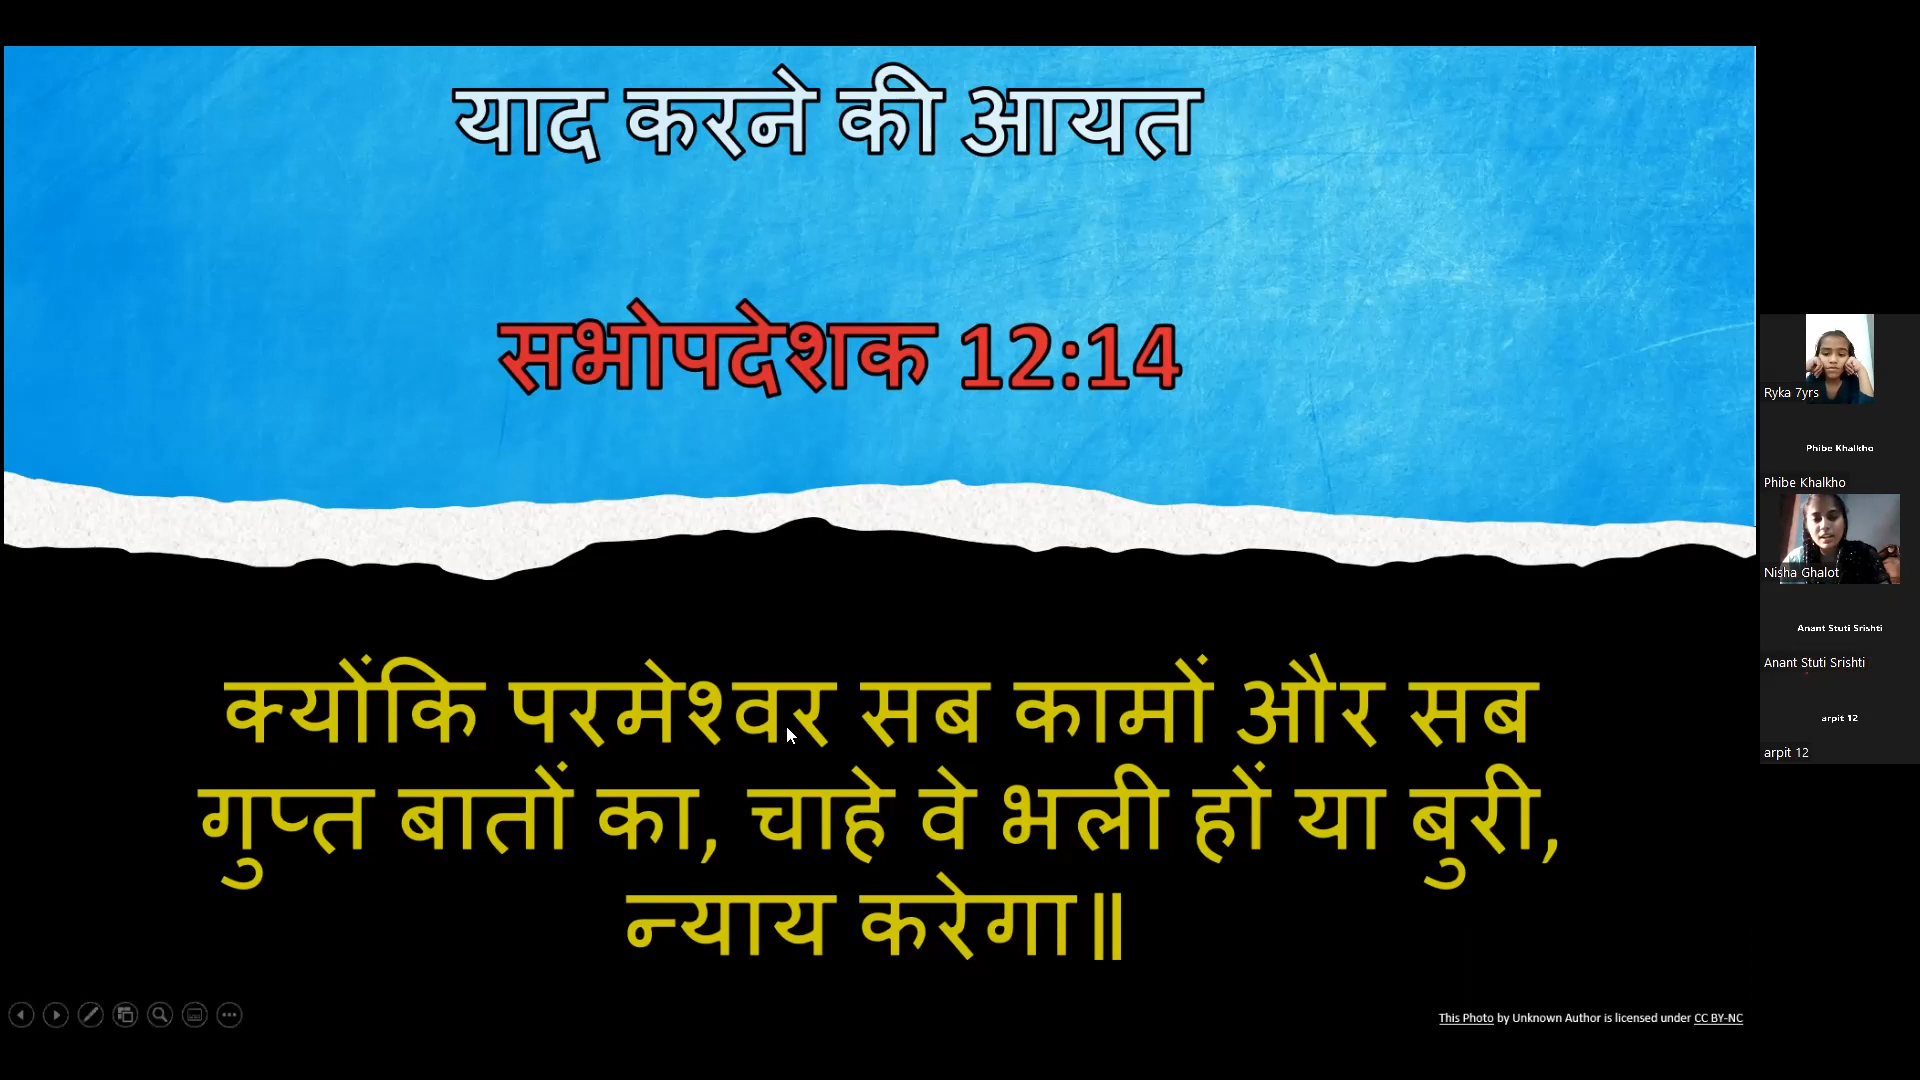 याद करने की आयत
सभोपदेशक 12:14
क्योंकि परमेश्वर सब कामों और सब
गुप्त बातों का, चाहे वे भली हों या बुरी,
न्याय करेगा॥
This Photo by Unknown Author is licensed under CC BY-NC
Ryka 7yrs
Phibe Khalkho
Phibe Khalkho
Nisha Ghalot
Anant Stuti Srishti
Anant Stuti Srishti
arpit 12
arpit 12